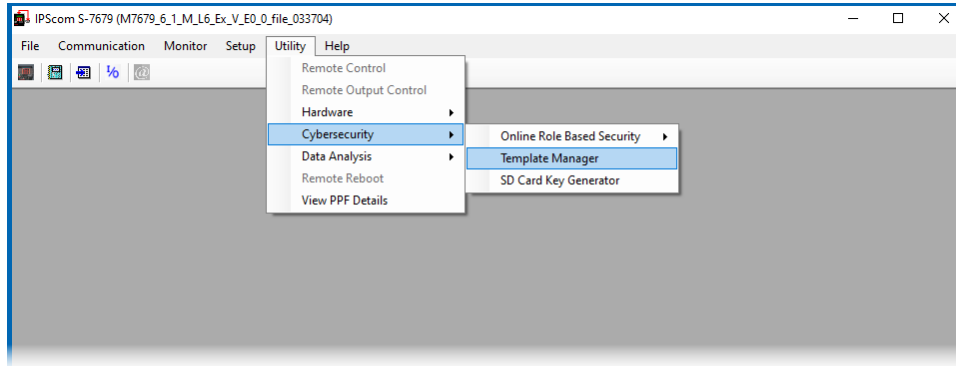 IPScom S-7679 (M7679_6_1_M_L6_Ex_V_E0_0_file_033704)
File Communication Monitor Setup Utility Help
I/O @
Remote Control
Remote Output Control
Hardware
Cybersecurity
Data Analysis
Remote Reboot
View PPF Details
Online Role Based Security
Template Manager
SD Card Key Generator